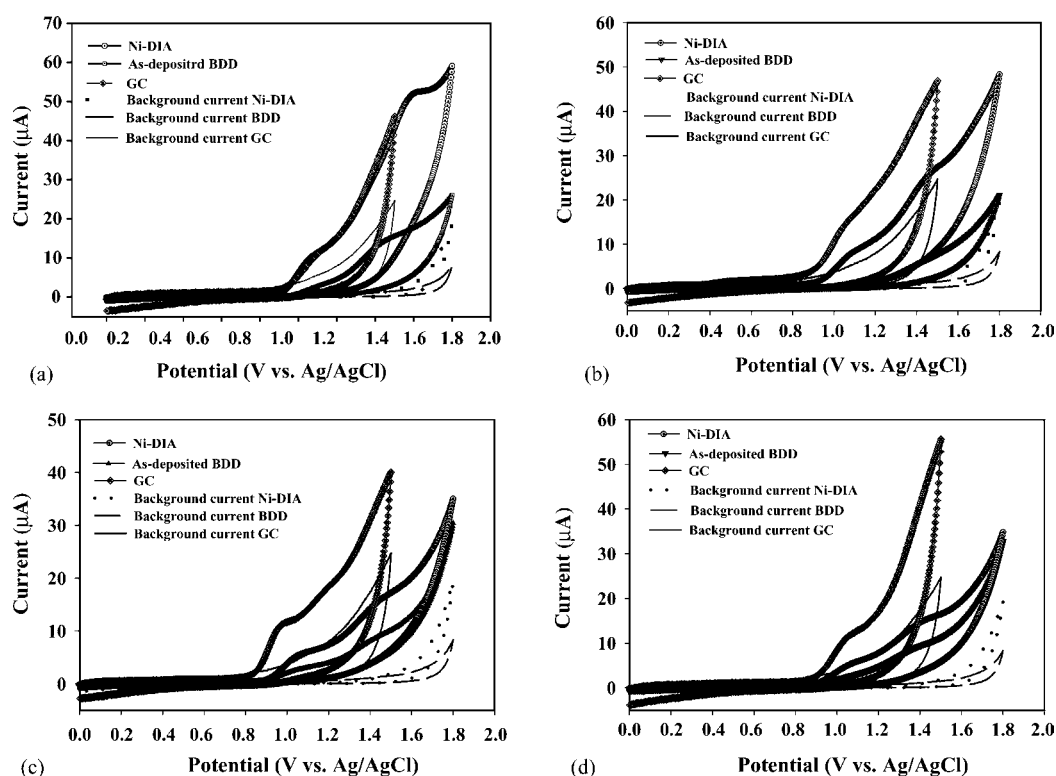 70
60
50
40
30
20
10
0
Current (µA)
Ni-DIA
As-depositrd BDD
GC
Background current Ni-DIA
Background current BDD
Background current GC
0.2 0.4 0.6 0.8 1.0 1.2 1.4 1.6 1.8 2.0
Potential (V vs. Ag/AgCl)
(a)
60
50
40
30
20
10
0
Current (µA)
Ni-DIA
As-deposited BDD
GC
Background current Ni-DIA
Background current BDD
Background current GC
0.0 0.2 0.4 0.6 0.8 1.0 1.2 1.4 1.6 1.8 2.0
Potential (V vs. Ag/AgCl)
(b)
50
40
30
20
10
0
Current (µA)
Ni-DIA
As-deposited BDD
GC
Background current Ni-DIA
Background current BDD
Background current GC
0.0 0.2 0.4 0.6 0.8 1.0 1.2 1.4 1.6 1.8 2.0
Potential (V vs. Ag/AgCl)
(c)
60
50
40
30
20
10
0
Current (µA)
Ni-DIA
As-deposited BDD
GC
Background current Ni-DIA
Background current BDD
Background current GC
0.0 0.2 0.4 0.6 0.8 1.0 1.2 1.4 1.6 1.8 2.0
Potential (V vs. Ag/AgCl)
(d)